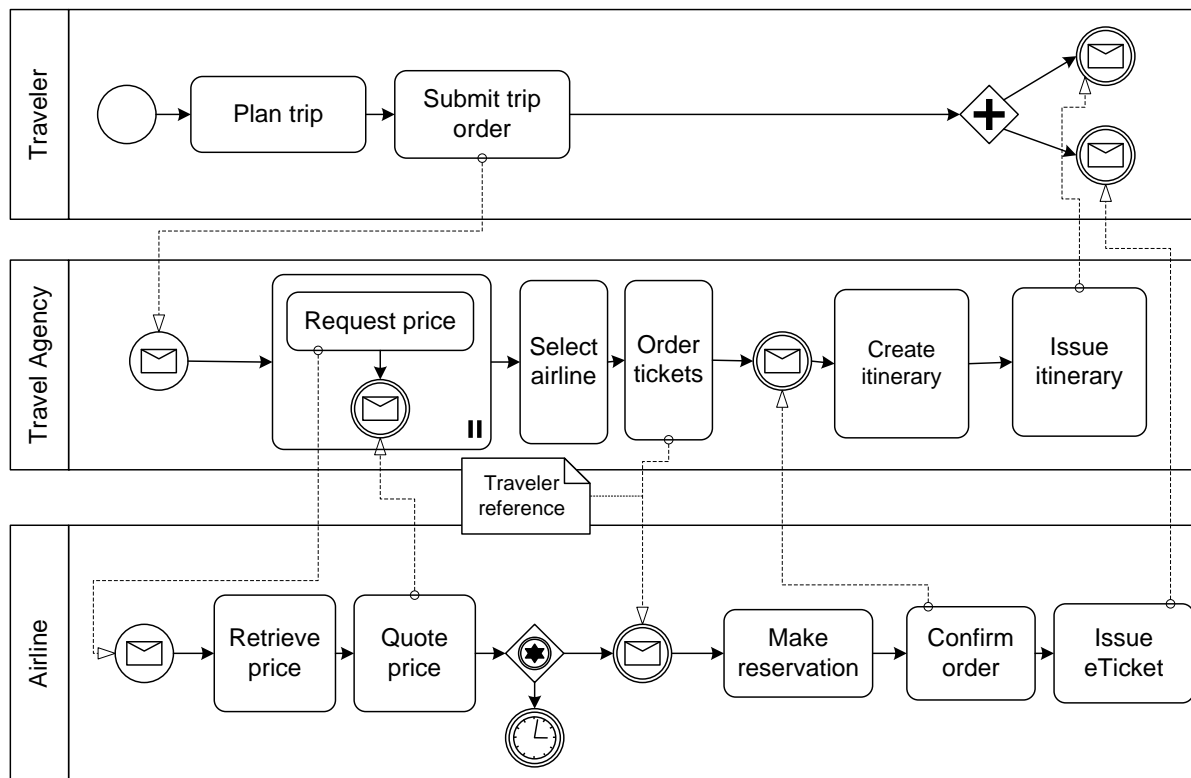 Traveler
Plan trip
Submit trip
order
Travel Agency
Request price
Select
airline
Order
tickets
Create
itinerary
Issue
itinerary
Traveler
reference
Airline
Retrieve
price
Quote
price
Make
reservation
Confirm
order
Issue
eTicket